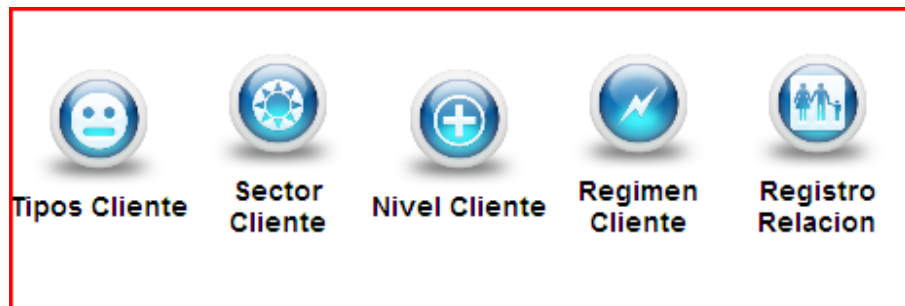 Tipos Cliente
Sector
Cliente
Nivel Cliente
Regimen
Cliente
Registro
Relacion